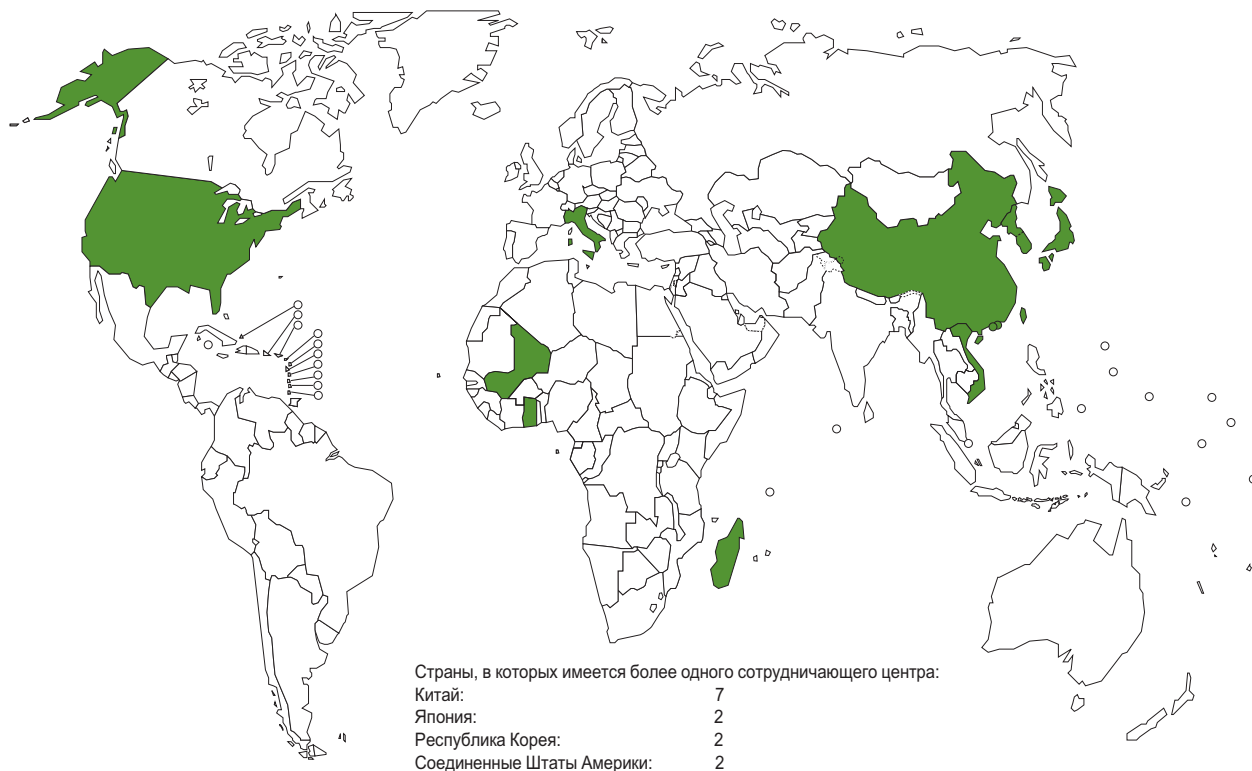 Страны, в которых имеется более одного сотрудничающего центра:
Китай: 7
Япония: 2
Республика Корея: 2
Соединенные Штаты Америки: 2